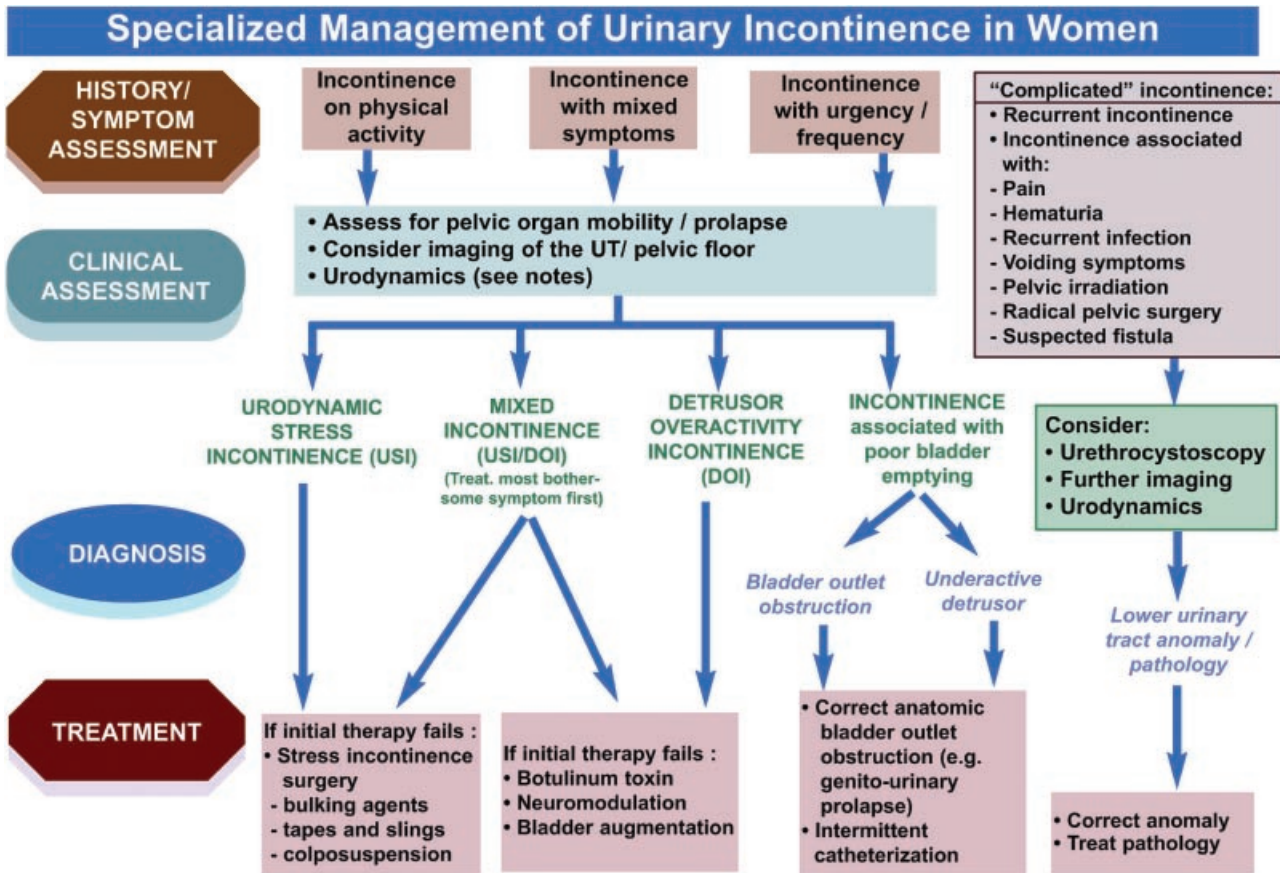 Specialized Management of Urinary Incontinence in Women
HISTORY/
SYMPTOM
ASSESSMENT
Incontinence
on physical
activity
Incontinence
with mixed
symptoms
Incontinence
with urgency /
frequency
“Complicated” incontinence:
• Recurrent incontinence
• Incontinence associated
with:
- Pain
- Hematuria
- Recurrent infection
- Voiding symptoms
- Pelvic irradiation
- Radical pelvic surgery
- Suspected fistula
CLINICAL
ASSESSMENT
• Assess for pelvic organ mobility / prolapse
• Consider imaging of the UT/ pelvic floor
• Urodynamics (see notes)
URODYNAMIC
STRESS
INCONTINENCE (USI)
MIXED
INCONTINENCE
(USI/DOI)
(Treat. most bother-
some symptom first)
DETRUSOR
OVERACTIVITY
INCONTINENCE
(DOI)
INCONTINENCE
associated with
poor bladder
emptying
Consider:
• Urethrocystoscopy
• Further imaging
• Urodynamics
DIAGNOSIS
Bladder outlet
obstruction
Underactive
detrusor
Lower urinary
tract anomaly /
pathology
TREATMENT
If initial therapy fails :
• Stress incontinence
surgery
- bulking agents
- tapes and slings
- colposuspension
If initial therapy fails :
• Botulinum toxin
• Neuromodulation
• Bladder augmentation
• Correct anatomic
bladder outlet
obstruction (e.g.
genito-urinary
prolapse)
• Intermittent
catheterization
• Correct anomaly
• Treat pathology